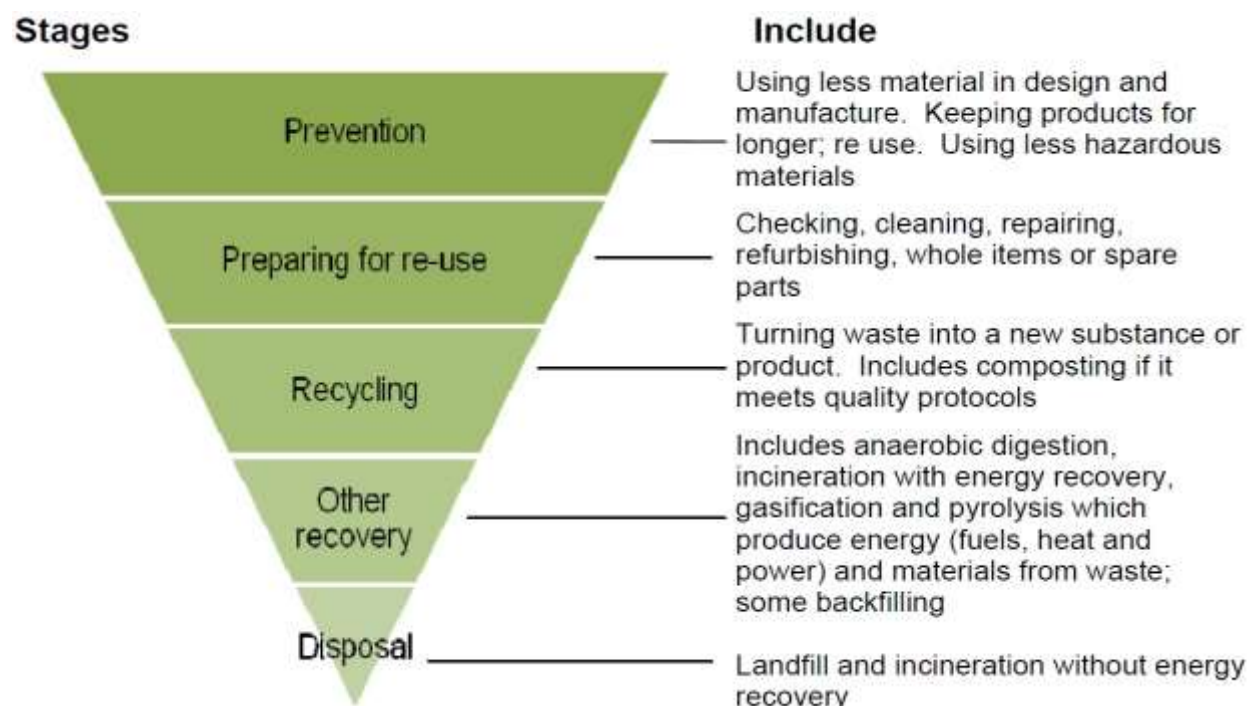 Stages
Include
Prevention
Using less material in design and
manufacture. Keeping products for
longer; re use. Using less hazardous
materials
Preparing for re-use
Checking, cleaning, repairing,
refurbishing, whole items or spare
parts
Recycling
Turning waste into a new substance or
product. Includes composting if it
meets quality protocols
Other
recovery
Includes anaerobic digestion,
incineration with energy recovery,
gasification and pyrolysis which
produce energy (fuels, heat and
power) and materials from waste;
some backfilling
Disposal
Landfill and incineration without energy
recovery